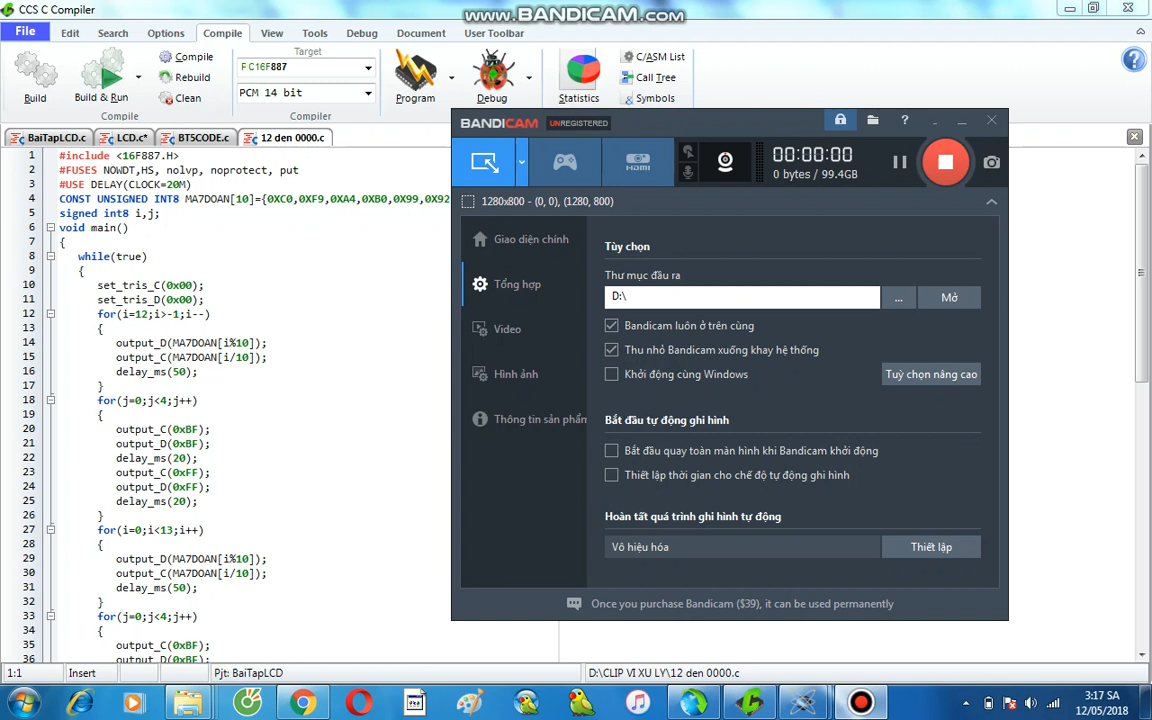 CCS C Compiler
www.BANDICAM.com
File Edit Search Options Compile View Tools Debug Document User Toolbar
Target
Compile
Rebuild
Clean
PCM 14 bit
C/ASM List
Call Tree
Symbols
Build
Build & Run
Program
Debug
Statistics
Compile
Compiler
BaiTapLCD.c
LCD.c*
BT5CODE.c
12 den 0000.c
1 #include <16F887.H>
2 #FUSES NOWDT,HS, nolvp, noprotect, put
3 #USE DELAY(CLOCK=20M)
4 CONST UNSIGNED INT8 MA7DOAN[10]={0XC0,0XF9,0XA4,0XB0,0X99,0X92
5 signed int8 i,j;
6 void main()
7 {
8 while(true)
9 {
10 set_tris_C(0x00);
11 set_tris_D(0x00);
12 for(i=12;i>-1;i--)
13 {
14 output_D(MA7DOAN[i%10]);
15 output_C(MA7DOAN[i/10]);
16 delay_ms(50);
17 }
18 for(j=0;j<4;j++)
19 {
20 output_C(0xBF);
21 output_D(0xBF);
22 delay_ms(20);
23 output_C(0xFF);
24 output_D(0xFF);
25 delay_ms(20);
26 }
27 for(i=0;i<13;i++)
28 {
29 output_D(MA7DOAN[i%10]);
30 output_C(MA7DOAN[i/10]);
31 delay_ms(50);
32 }
33 for(j=0;j<4;j++)
34 {
35 output_C(0xBF);
36 output_D(0xBF);
BANDICAM UNREGISTERED
HDMI
00:00:00
0 bytes / 99.4GB
1280x800 - (0, 0), (1280, 800)
Giao diện chính
Tổng hợp
Video
Hình ảnh
Thông tin sản phẩm
Tùy chọn
Thư mục đầu ra
D:\ ... Mở
Bandicam luôn ở trên cùng
Thu nhỏ Bandicam xuống khay hệ thống
Khởi động cùng Windows
Tuỳ chọn nâng cao
Bắt đầu tự động ghi hình
Bắt đầu quay toàn màn hình khi Bandicam khởi động
Thiết lập thời gian cho chế độ tự động ghi hình
Hoàn tất quá trình ghi hình tự động
Vô hiệu hóa Thiết lập
Once you purchase Bandicam ($39), it can be used permanently
1:1 Insert Pjt: BaiTapLCD D:\CLIP VI XU LY\12 den 0000.c
3:17 SA
12/05/2018